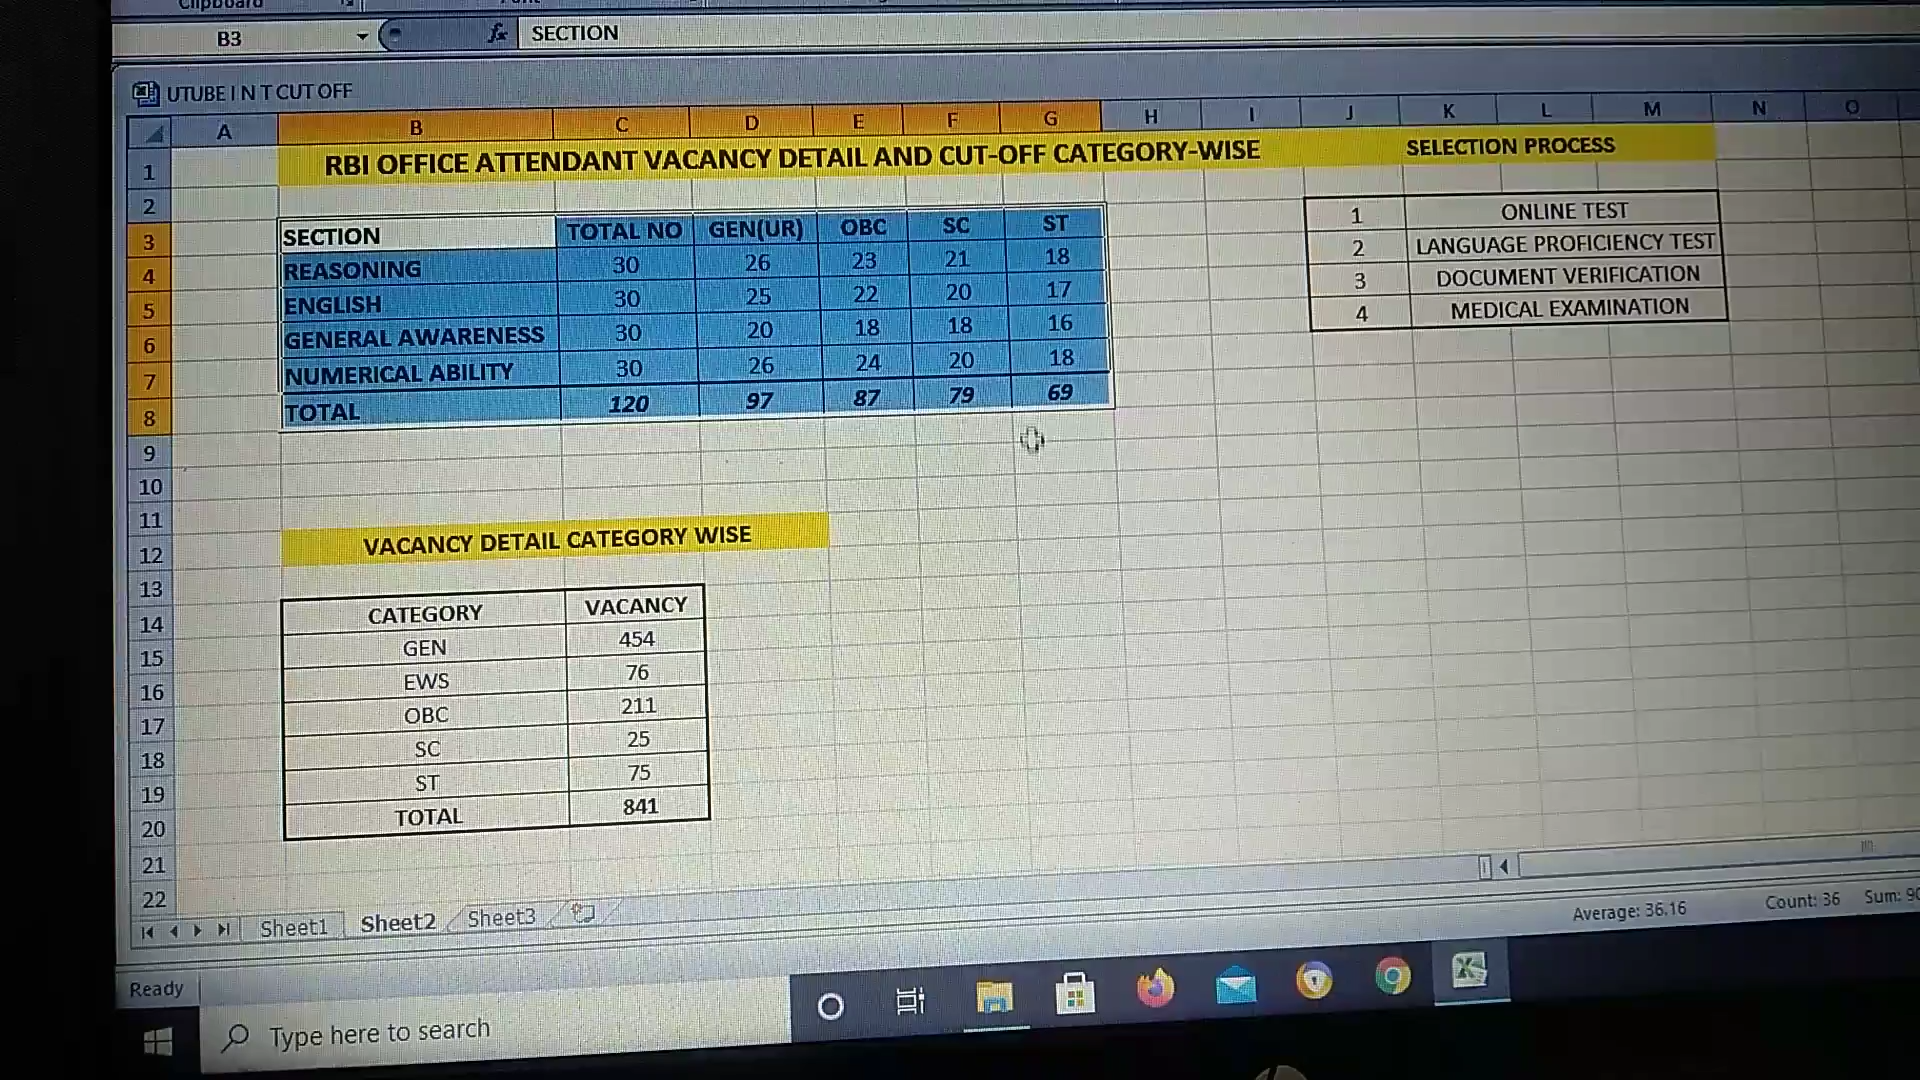 Clipboard
B3 fx SECTION
UTUBE I N T CUT OFF
A B C D E F G H I J K L M N O
1 RBI OFFICE ATTENDANT VACANCY DETAIL AND CUT-OFF CATEGORY-WISE SELECTION PROCESS
2
3 SECTION TOTAL NO GEN(UR) OBC SC ST 1 ONLINE TEST
4 REASONING 30 26 23 21 18 2 LANGUAGE PROFICIENCY TEST
5 ENGLISH 30 25 22 20 17 3 DOCUMENT VERIFICATION
6 GENERAL AWARENESS 30 20 18 18 16 4 MEDICAL EXAMINATION
7 NUMERICAL ABILITY 30 26 24 20 18
8 TOTAL 120 97 87 79 69
9
10
11
12 VACANCY DETAIL CATEGORY WISE
13
14 CATEGORY VACANCY
15 GEN 454
16 EWS 76
17 OBC 211
18 SC 25
19 ST 75
20 TOTAL 841
21
22
Sheet1 Sheet2 Sheet3
Average: 36.16 Count: 36 Sum:
Ready
Type here to search